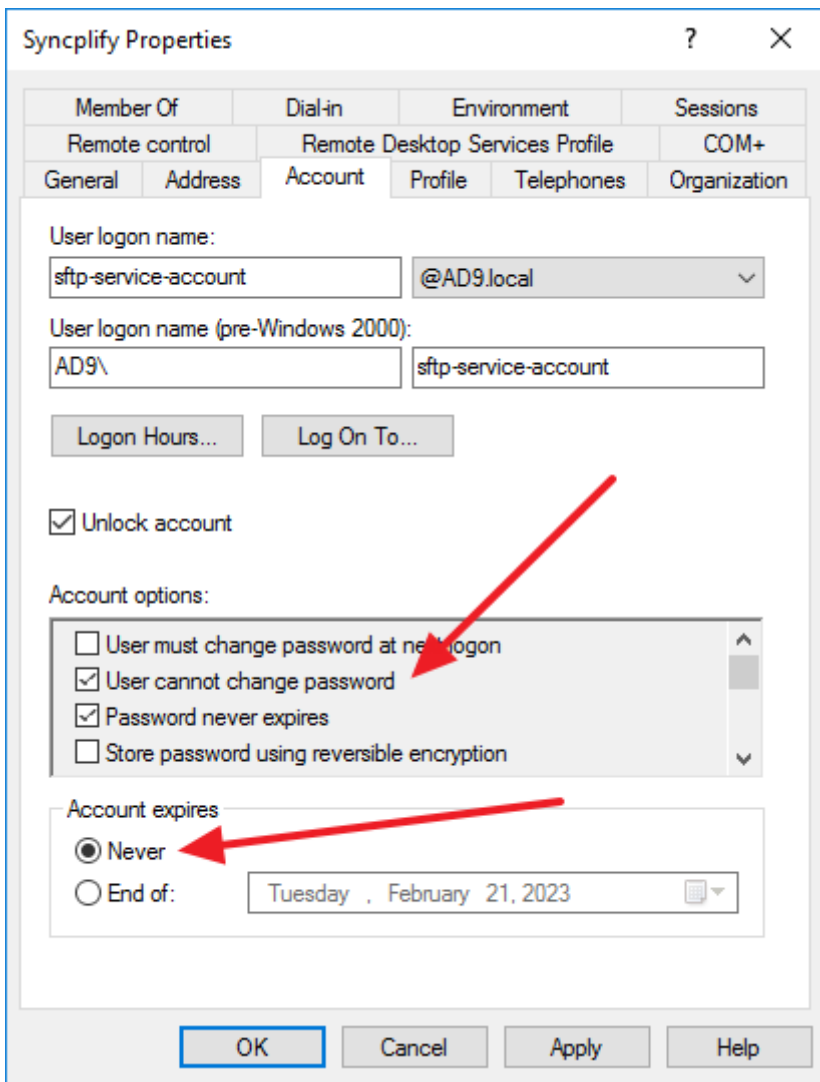 Syncplify Properties ?
Member Of Dial-in Environment Sessions
Remote control Remote Desktop Services Profile COM+
General Address Account Profile Telephones Organization
User logon name:
sftp-service-account @AD9.local
User logon name (pre-Windows 2000):
AD9\ sftp-service-account
Logon Hours... Log On To...
Unlock account
Account options:
User must change password at next logon
User cannot change password
Password never expires
Store password using reversible encryption
Account expires
Never
End of: Tuesday , February 21, 2023
OK Cancel Apply Help